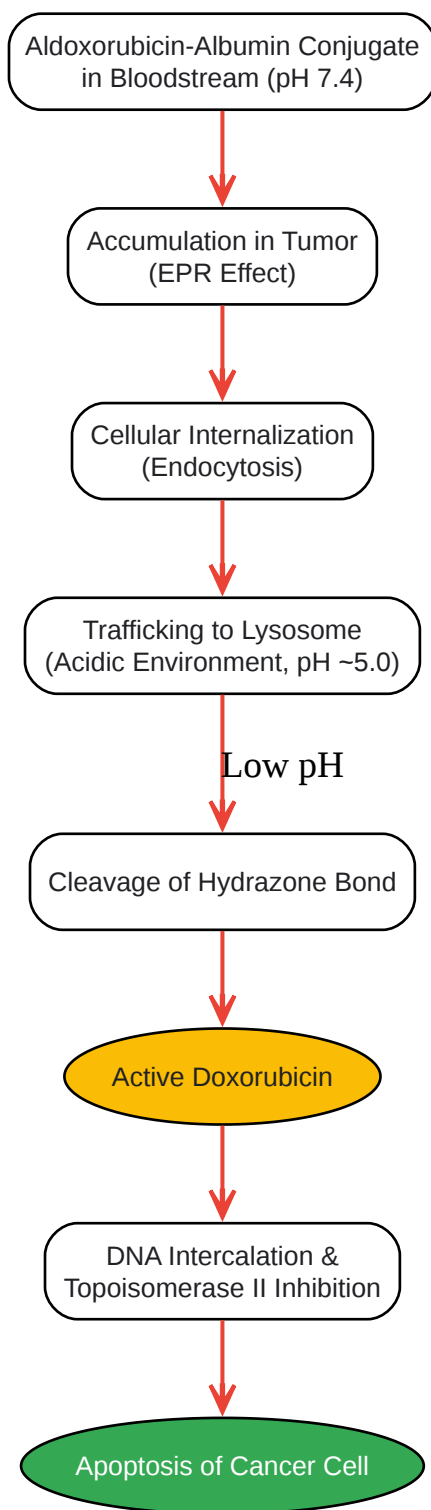 Aldoxorubicin-Albumin Conjugate
in Bloodstream (pH 7.4)
Accumulation in Tumor
(EPR Effect)
Cellular Internalization
(Endocytosis)
Trafficking to Lysosome
(Acidic Environment, pH ~5.0)
Low pH
Cleavage of Hydrazone Bond
Active Doxorubicin
DNA Intercalation &
Topoisomerase II Inhibition
Apoptosis of Cancer Cell